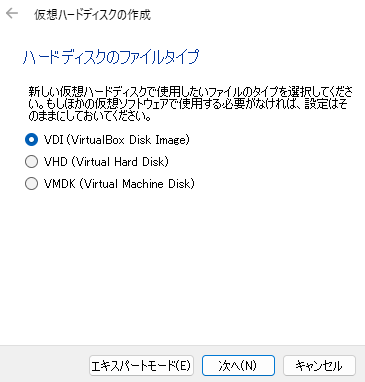 仮想ハードディスクの作成
ハードディスクのファイルタイプ
新しい仮想ハードディスクで使用したいファイルのタイプを選択してくださ
い。もしほかの仮想ソフトウェアで使用する必要がなければ、設定はそ
のままにしておいてください。
VDI (VirtualBox Disk Image)
VHD (Virtual Hard Disk)
VMDK (Virtual Machine Disk)
エキスパートモード(E) 次へ(N) キャンセル